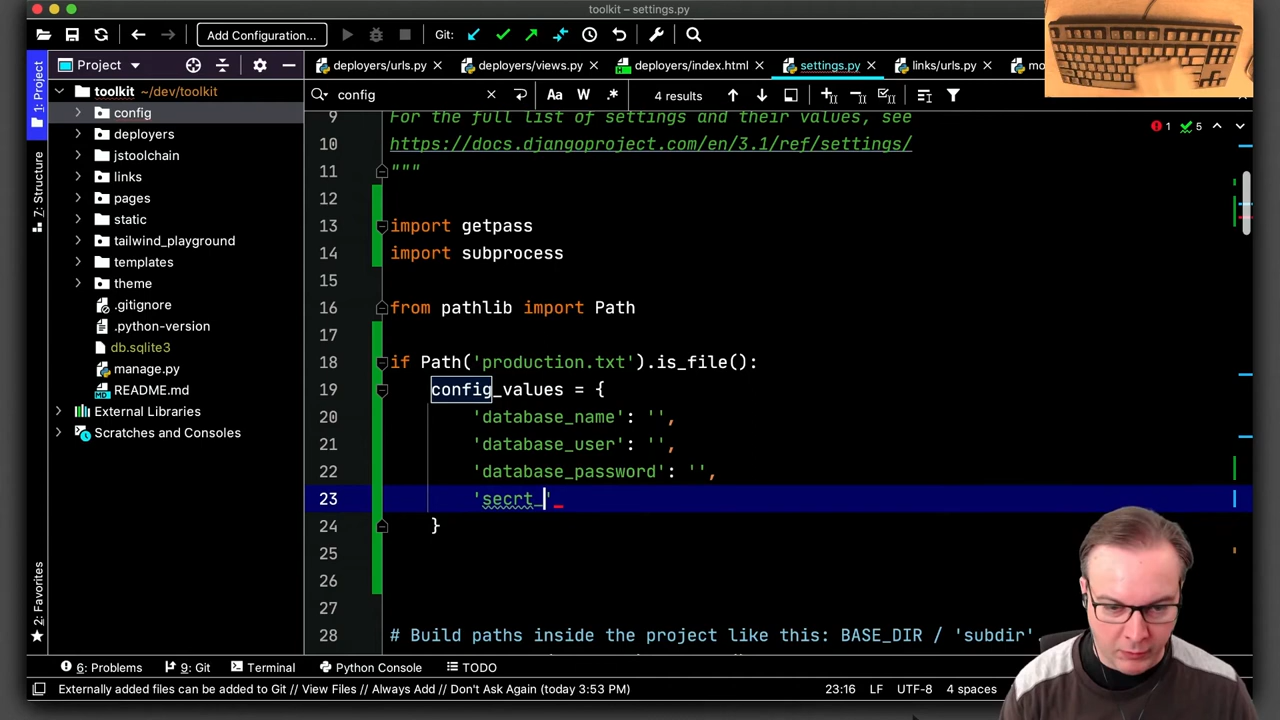 toolkit – settings.py
Add Configuration...
Git:
1: Project
Project
deployers/urls.py
deployers/views.py
deployers/index.html
settings.py
links/urls.py
toolkit ~/dev/toolkit
config
Aa W .*
4 results
config
deployers
jstoolchain
links
pages
static
tailwind_playground
templates
theme
.gitignore
.python-version
db.sqlite3
manage.py
README.md
External Libraries
Scratches and Consoles
7: Structure
2: Favorites
9 For the full list of settings and their values, see
10 https://docs.djangoproject.com/en/3.1/ref/settings/
11 """
12
13 import getpass
14 import subprocess
15
16 from pathlib import Path
17
18 if Path('production.txt').is_file():
19 config_values = {
20 'database_name': '',
21 'database_user': '',
22 'database_password': '',
23 'secrt_'
24 }
25
26
27
28 # Build paths inside the project like this: BASE_DIR / 'subdir'.
1 5
6: Problems
9: Git
Terminal
Python Console
TODO
Externally added files can be added to Git // View Files // Always Add // Don't Ask Again (today 3:53 PM)
23:16 LF UTF-8 4 spaces